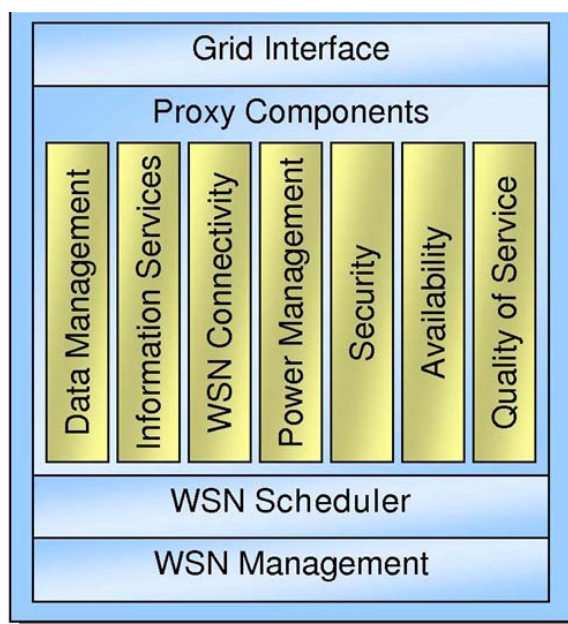 Grid Interface
Proxy Components
Data Management
Information Services
WSN Connectivity
Power Management
Security
Availability
Quality of Service
WSN Scheduler
WSN Management